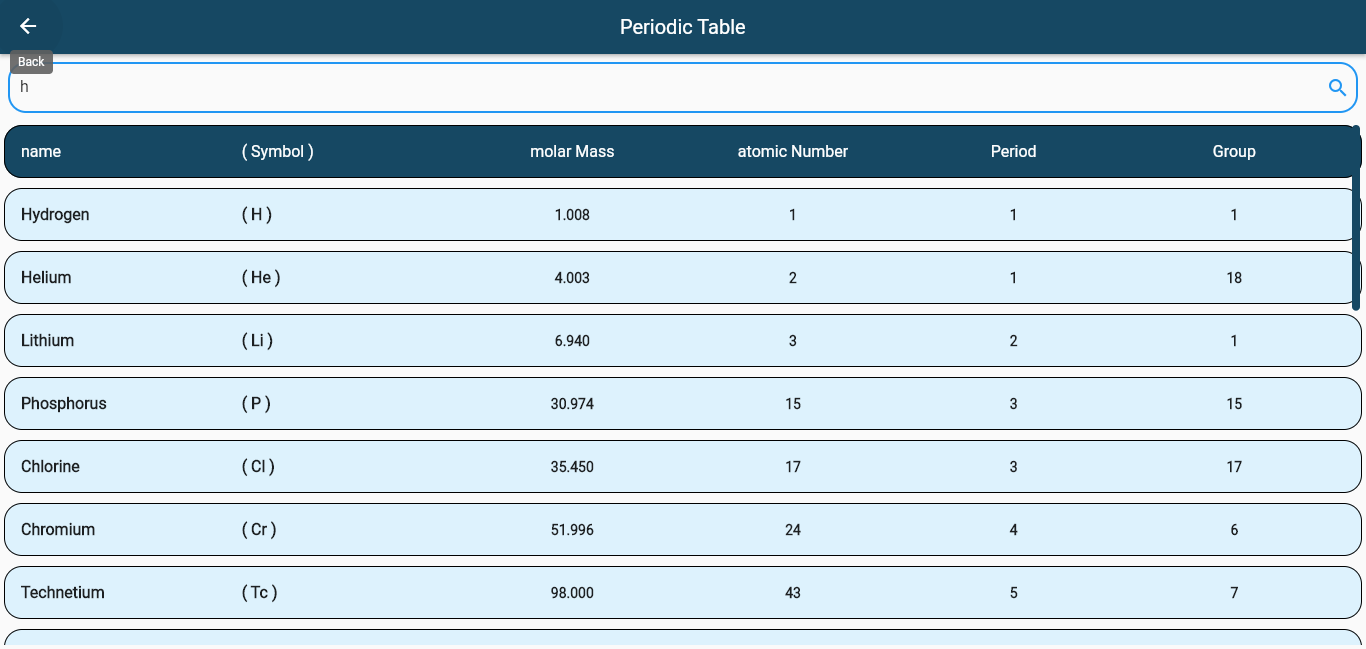 Periodic Table
Back
h
name ( Symbol ) molar Mass atomic Number Period Group
Hydrogen ( H ) 1.008 1 1 1
Helium ( He ) 4.003 2 1 18
Lithium ( Li ) 6.940 3 2 1
Phosphorus ( P ) 30.974 15 3 15
Chlorine ( Cl ) 35.450 17 3 17
Chromium ( Cr ) 51.996 24 4 6
Technetium ( Tc ) 98.000 43 5 7